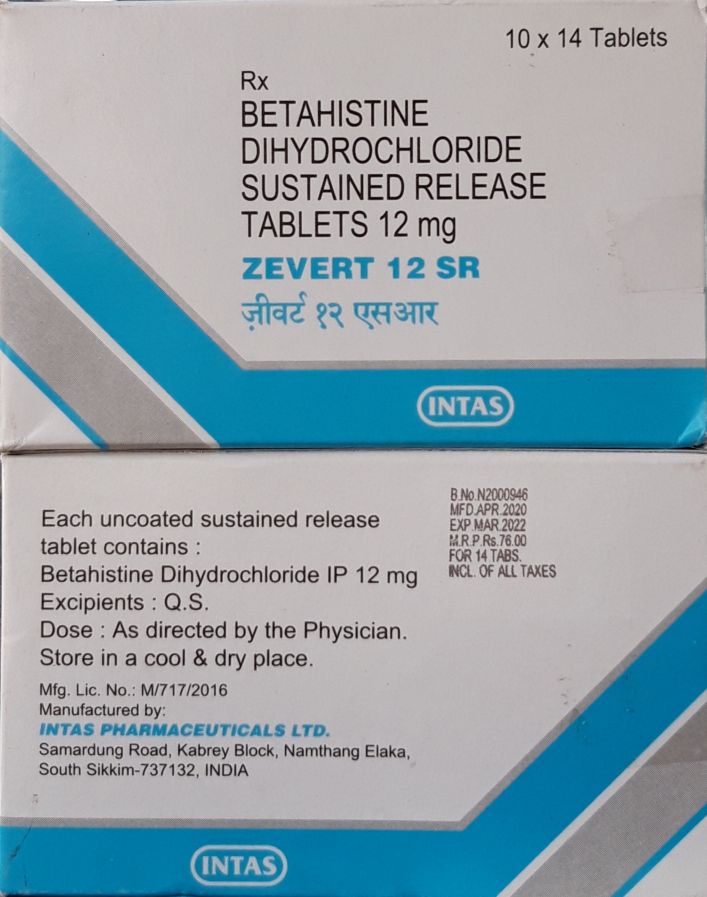 10 x 14 Tablets
Rx
BETAHISTINE
DIHYDROCHLORIDE
SUSTAINED RELEASE
TABLETS 12 mg
ZEVERT 12 SR
ज़ीवर्ट १२ एसआर
INTAS
Each uncoated sustained release
tablet contains :
Betahistine Dihydrochloride IP 12 mg
Excipients : Q.S.
Dose : As directed by the Physician.
Store in a cool & dry place.
Mfg. Lic. No.: M/717/2016
Manufactured by:
INTAS PHARMACEUTICALS LTD.
Samardung Road, Kabrey Block, Namthang Elaka,
South Sikkim-737132, INDIA
B.No.N2000946
MFD.APR.2020
EXP.MAR.2022
M.R.P.Rs.76.00
FOR 14 TABS.
INCL. OF ALL TAXES
INTAS